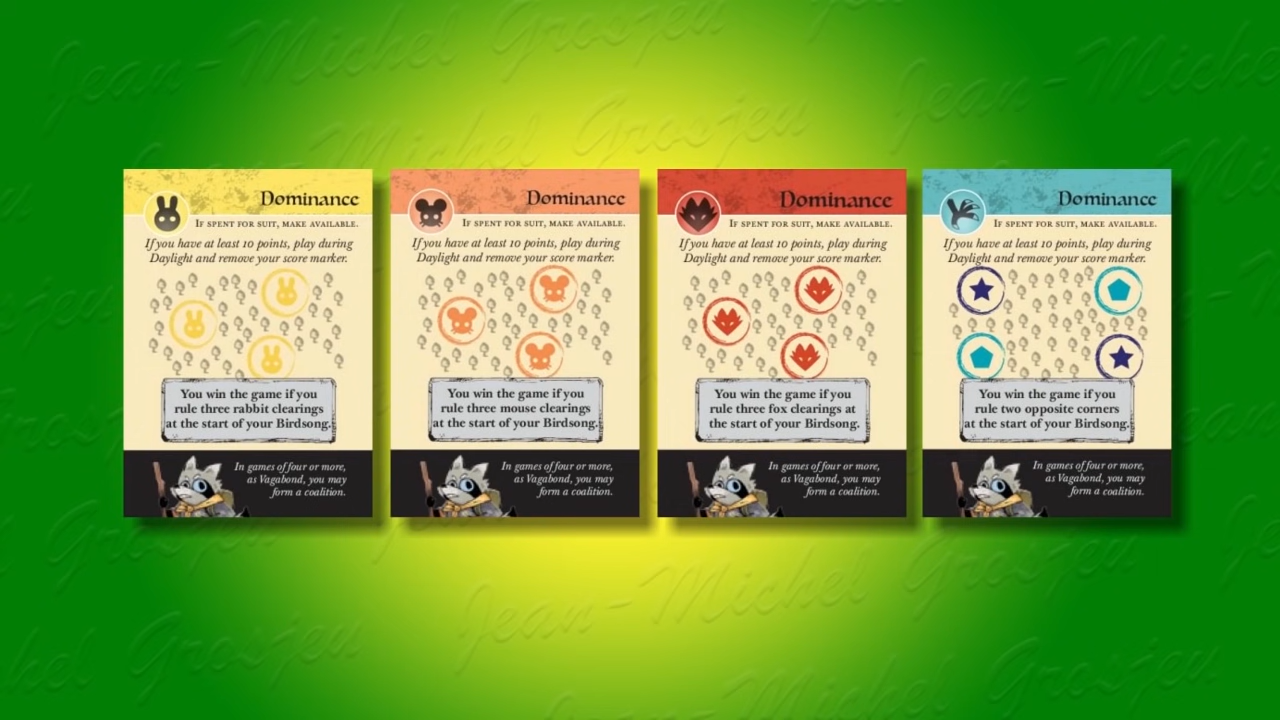 Jean-Michel Grosjeu
Dominance
If spent for suit, make available.
If you have at least 10 points, play during
Daylight and remove your score marker.
You win the game if you
rule three rabbit clearings
at the start of your Birdsong.
In games of four or more,
as Vagabond, you may
form a coalition.
Dominance
If spent for suit, make available.
If you have at least 10 points, play during
Daylight and remove your score marker.
You win the game if you
rule three mouse clearings
at the start of your Birdsong.
In games of four or more,
as Vagabond, you may
form a coalition.
Dominance
If spent for suit, make available.
If you have at least 10 points, play during
Daylight and remove your score marker.
You win the game if you
rule three fox clearings at
the start of your Birdsong.
In games of four or more,
as Vagabond, you may
form a coalition.
Dominance
If spent for suit, make available.
If you have at least 10 points, play during
Daylight and remove your score marker.
You win the game if you
rule two opposite corners
at the start of your Birdsong.
In games of four or more,
as Vagabond, you may
form a coalition.
Jean-Michel Grosjeu